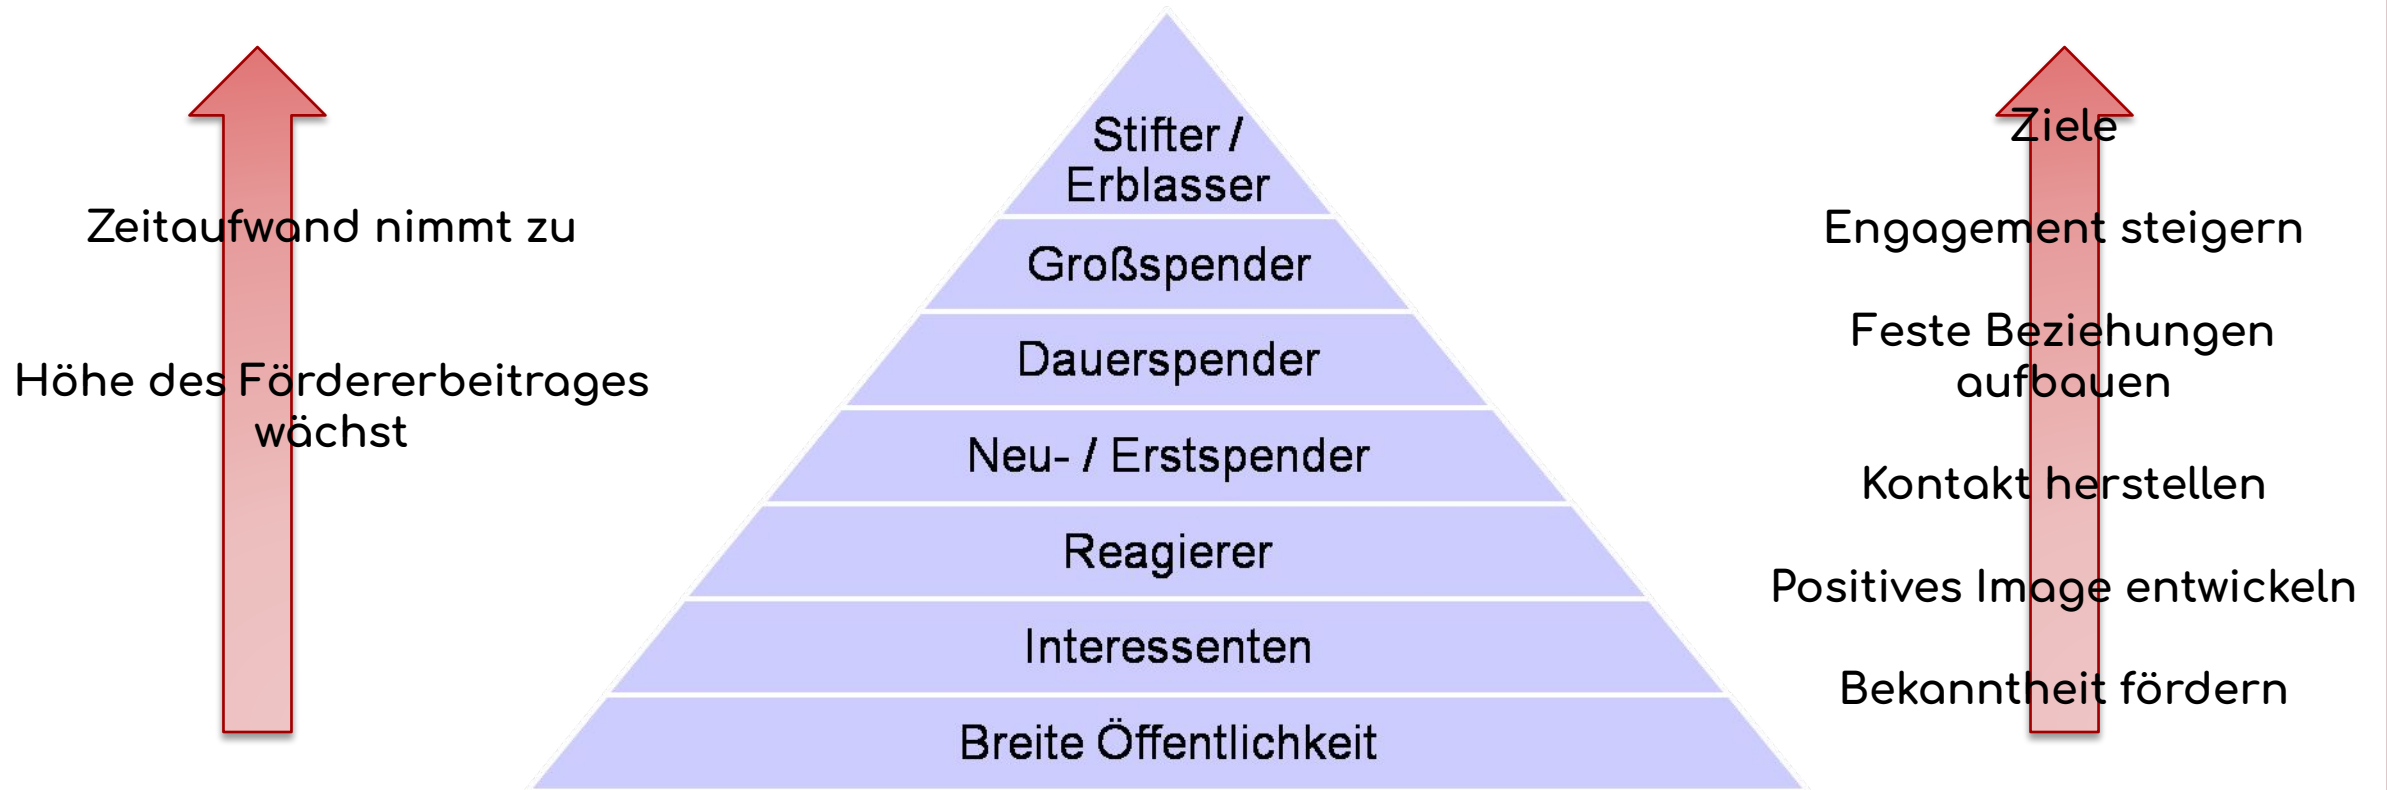 Zeitaufwand nimmt zu
Höhe des Fördererbeitrages
wächst
Stifter /
Erblasser
Großspender
Dauerspender
Neu- / Erstspender
Reagierer
Interessenten
Breite Öffentlichkeit
Ziele
Engagement steigern
Feste Beziehungen
aufbauen
Kontakt herstellen
Positives Image entwickeln
Bekanntheit fördern